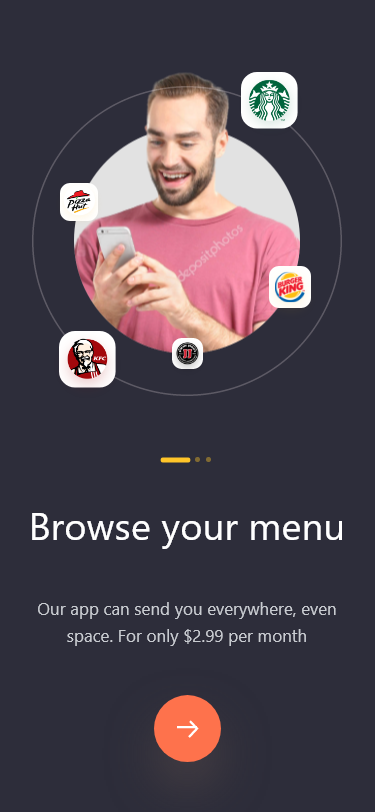 Pizza
Hut
depositphotos
BURGER
KING
KFC
Browse your menu
Our app can send you everywhere, even
space. For only $2.99 per month